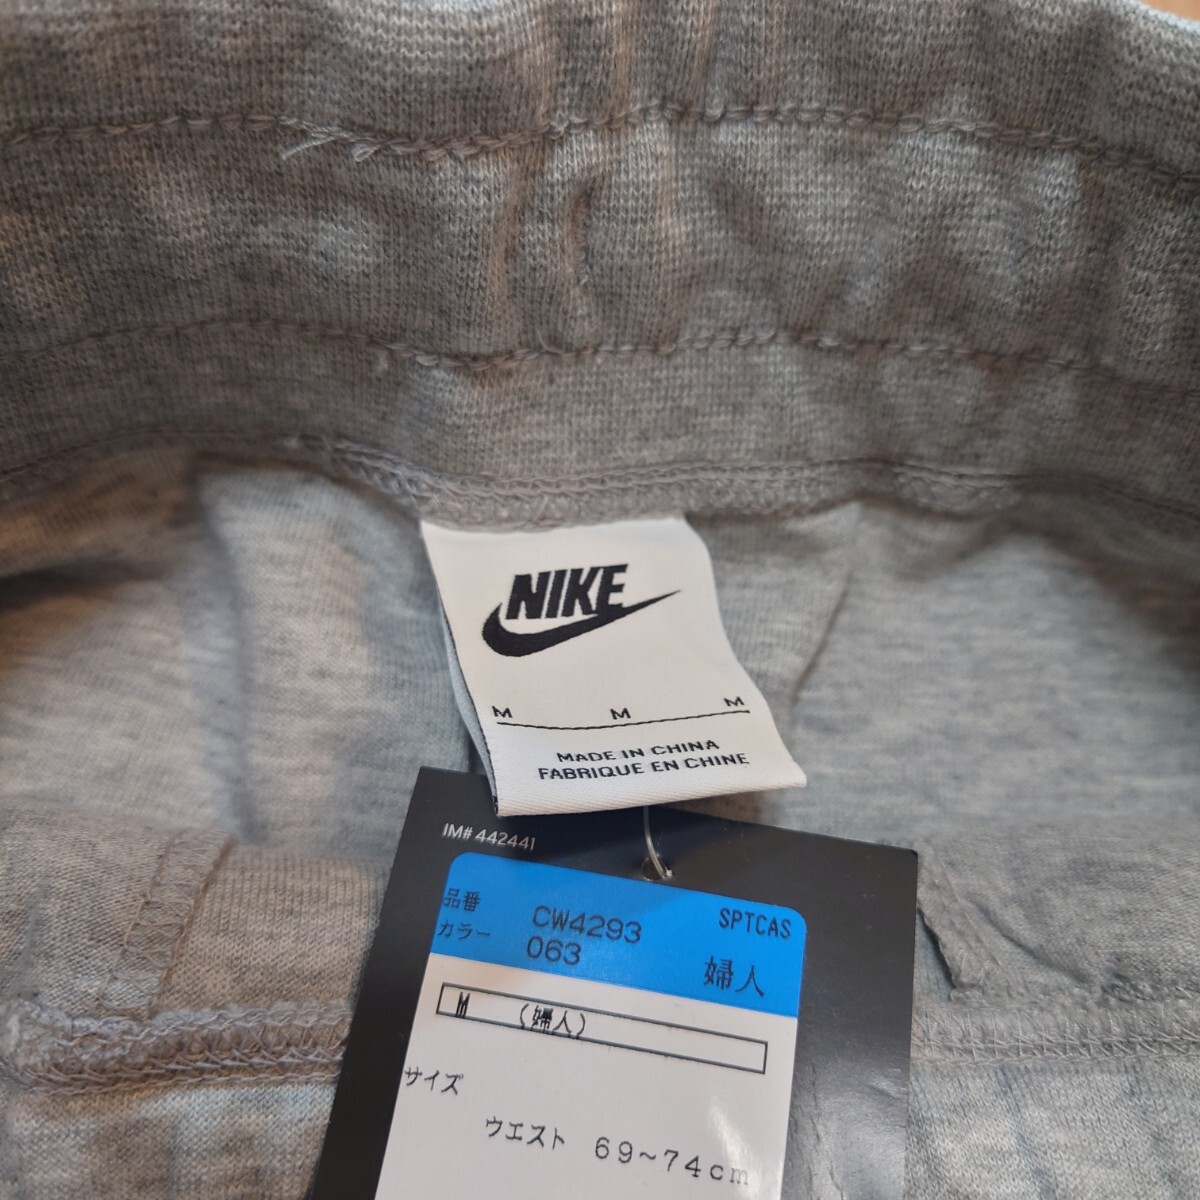 NIKE
M M M
MADE IN CHINA
FABRIQUE EN CHINE
IM# 442441
品番 CW4293 SPTCAS
カラー 063 婦人
M (婦人)
サイズ
ウエスト 69~74cm